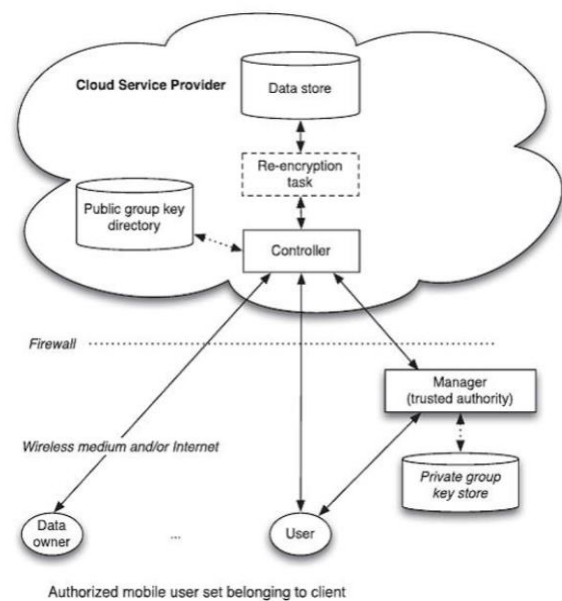 Cloud Service Provider
Data store
Re-encryption
task
Public group key
directory
Controller
Firewall
Manager
(trusted authority)
Wireless medium and/or Internet
Private group
key store
Data
owner
...
User
Authorized mobile user set belonging to client